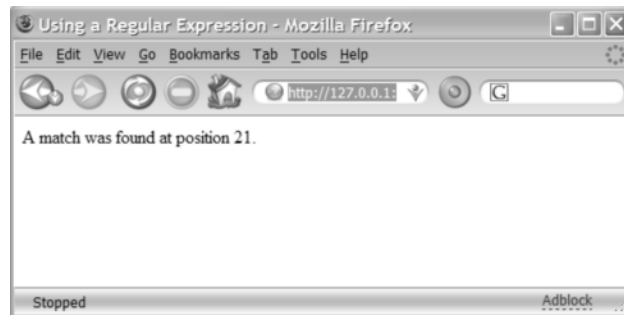 Using a Regular Expression - Mozilla Firefox
File Edit View Go Bookmarks Tab Tools Help
http://127.0.0.1:
G
A match was found at position 21.
Stopped
Adblock